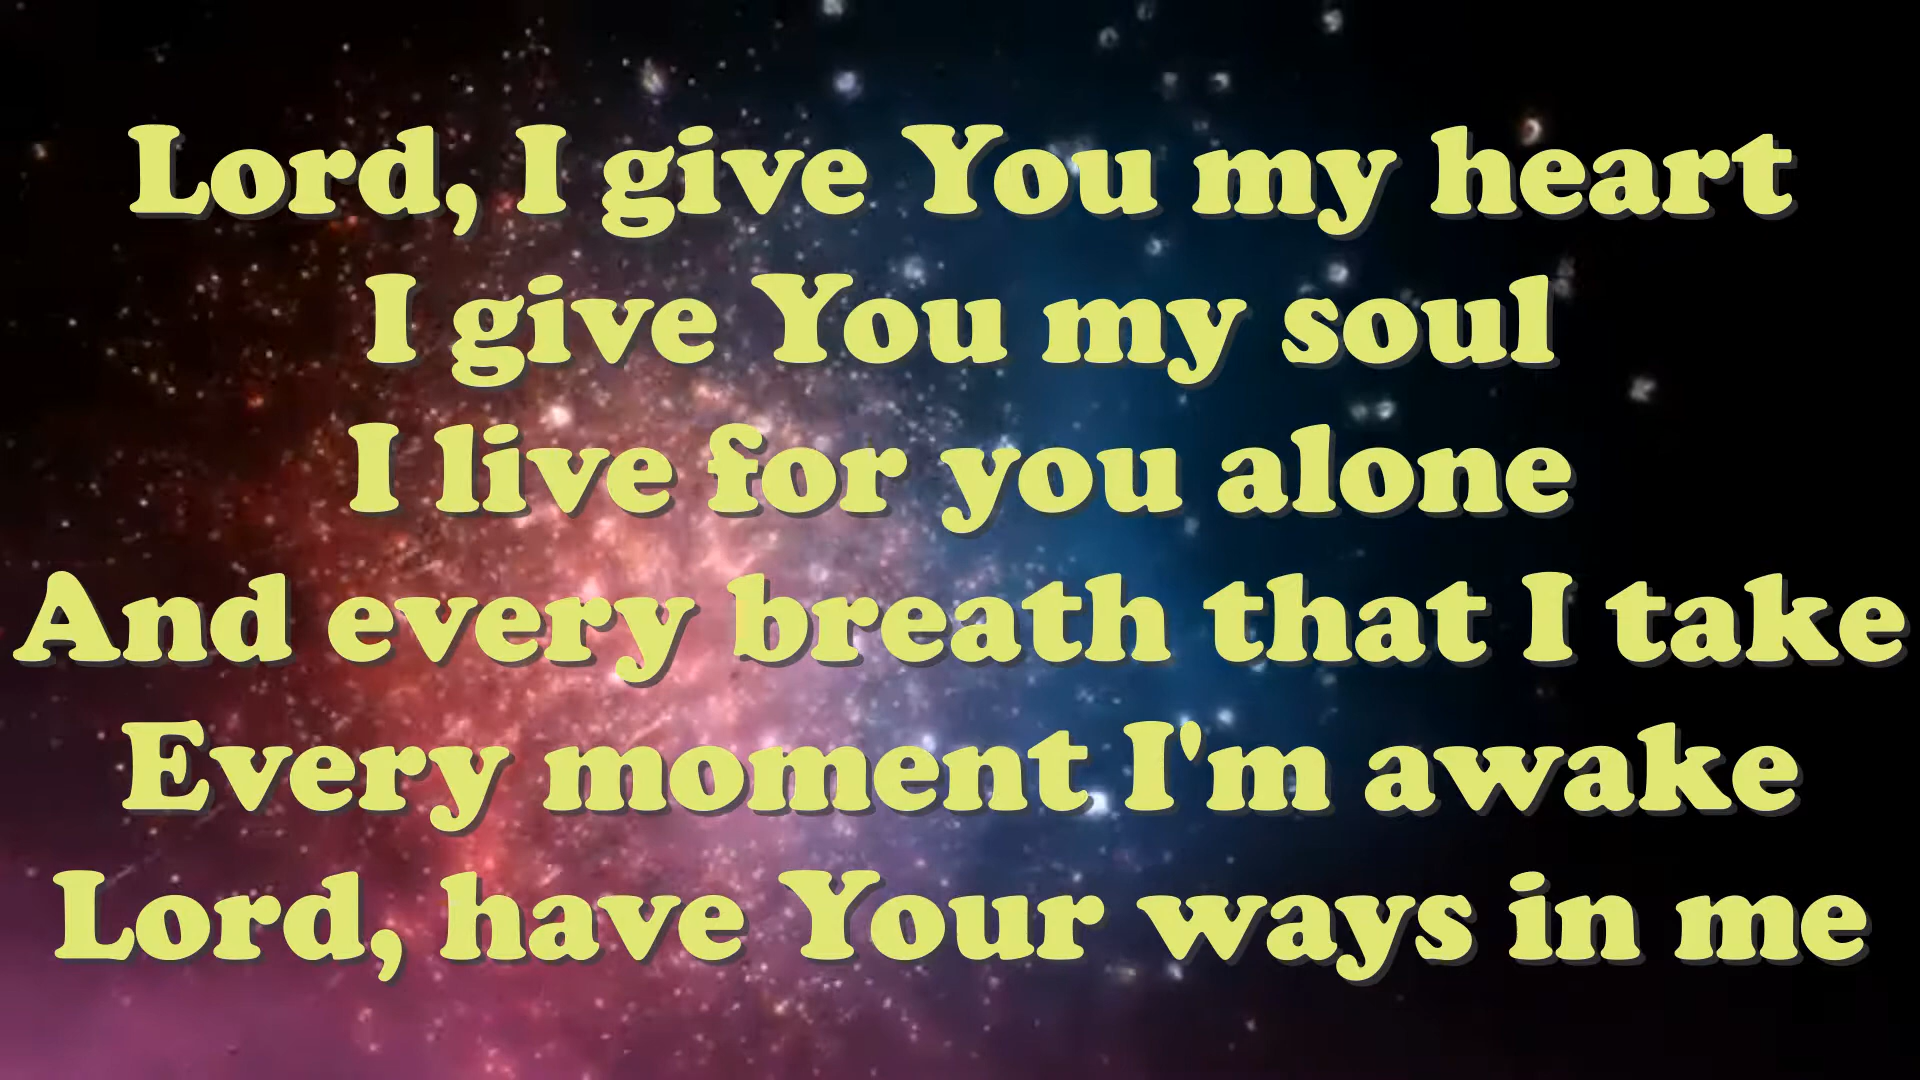 Lord, I give You my heart
I give You my soul
I live for you alone
And every breath that I take
Every moment I'm awake
Lord, have Your ways in me